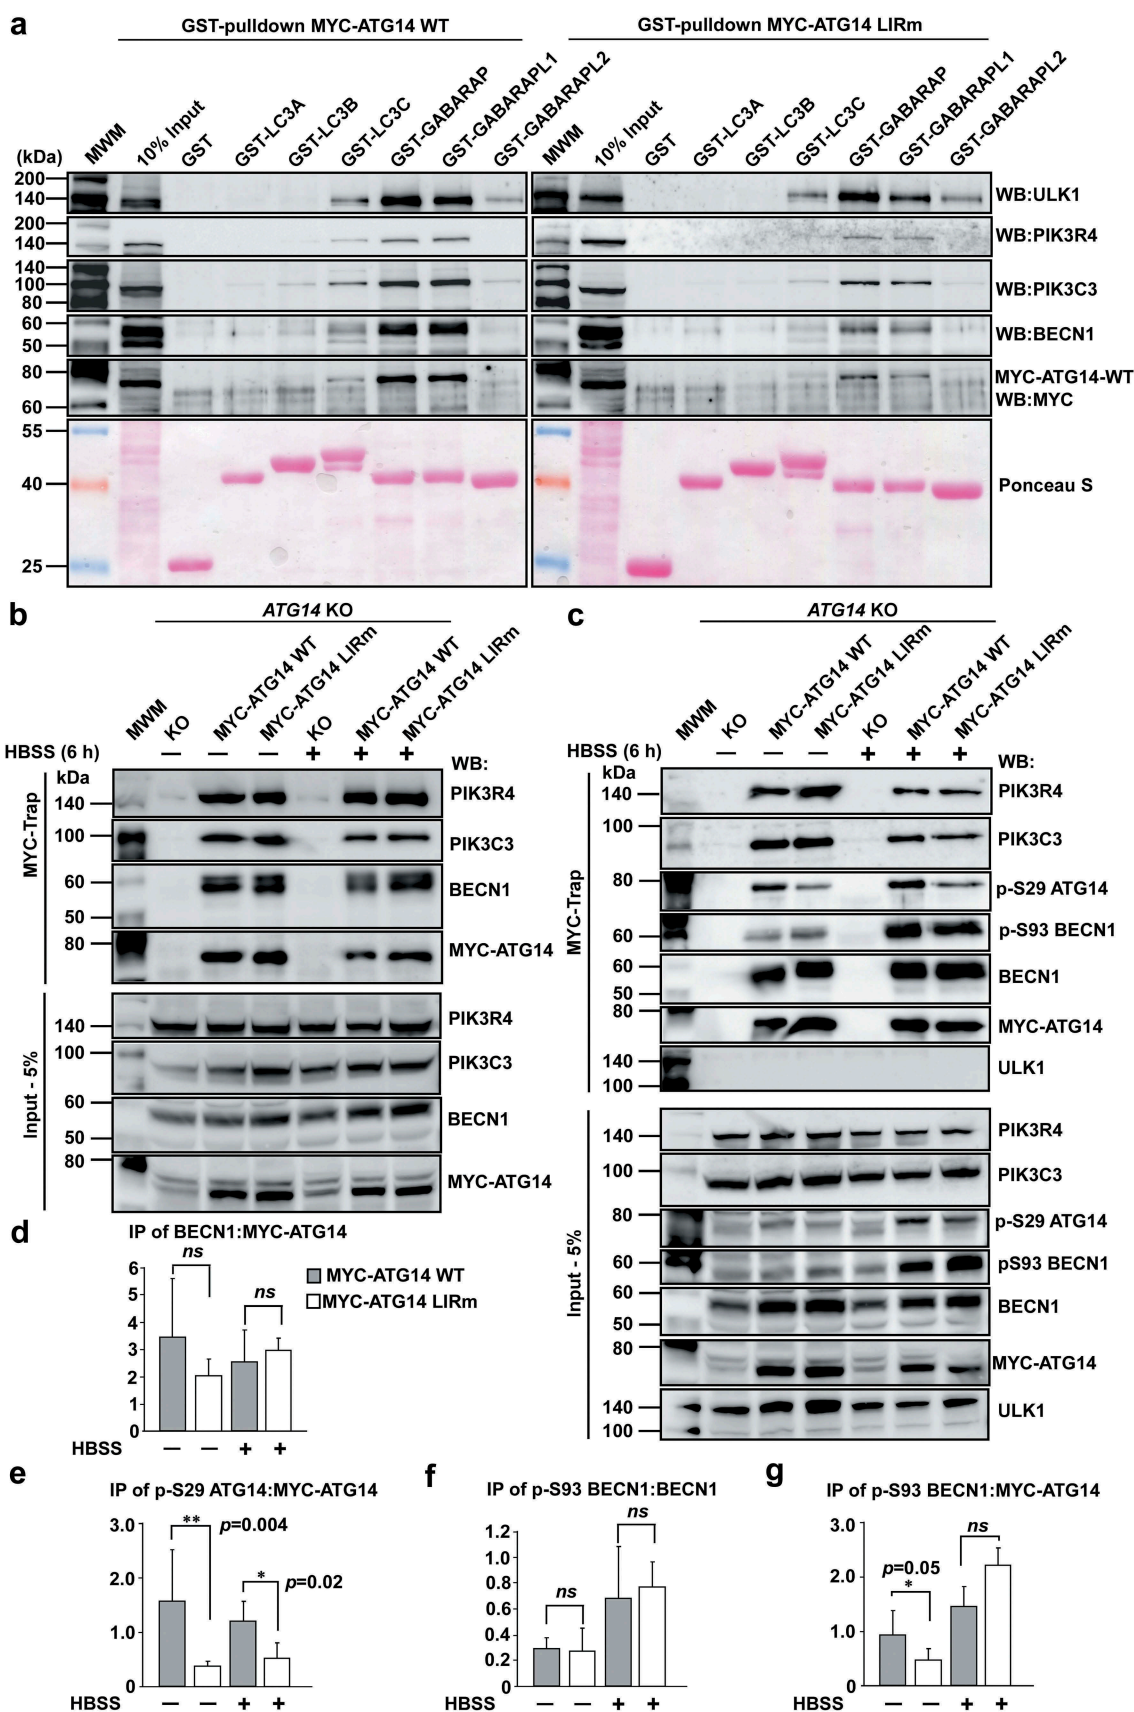 a
GST-pulldown MYC-ATG14 WT
GST-pulldown MYC-ATG14 LIRm
(kDa) MWM 10% Input GST GST-LC3A GST-LC3B GST-LC3C GST-GABARAP GST-GABARAPL1 GST-GABARAPL2 MWM 10% Input GST GST-LC3A GST-LC3B GST-LC3C GST-GABARAP GST-GABARAPL1 GST-GABARAPL2
200
140
WB:ULK1
200
140
WB:PIK3R4
140
100
80
WB:PIK3C3
60
50
WB:BECN1
80
60
MYC-ATG14-WT
WB:MYC
55
40
25
Ponceau S
b
ATG14 KO
MWM KO MYC-ATG14 WT MYC-ATG14 LIRm KO MYC-ATG14 WT MYC-ATG14 LIRm
HBSS (6 h) — — — + + +
WB:
kDa
MYC-Trap
140
PIK3R4
100
PIK3C3
60
50
BECN1
80
MYC-ATG14
Input - 5%
140
PIK3R4
100
PIK3C3
60
50
BECN1
80
MYC-ATG14
c
ATG14 KO
MWM KO MYC-ATG14 WT MYC-ATG14 LIRm KO MYC-ATG14 WT MYC-ATG14 LIRm
HBSS (6 h) — — — + + +
WB:
kDa
MYC-Trap
140
PIK3R4
100
PIK3C3
80
p-S29 ATG14
60
p-S93 BECN1
60
50
BECN1
80
MYC-ATG14
140
100
ULK1
Input - 5%
140
PIK3R4
100
PIK3C3
80
p-S29 ATG14
60
pS93 BECN1
60
50
BECN1
80
MYC-ATG14
140
100
ULK1
d
IP of BECN1:MYC-ATG14
6
5
4
3
2
1
0
ns
ns
MYC-ATG14 WT
MYC-ATG14 LIRm
HBSS — — + +
e
IP of p-S29 ATG14:MYC-ATG14
3.0
2.0
1.0
0
** p=0.004
* p=0.02
HBSS — — + +
f
IP of p-S93 BECN1:BECN1
1.2
1.0
0.8
0.6
0.4
0.2
0
ns
ns
HBSS — — + +
g
IP of p-S93 BECN1:MYC-ATG14
3.0
2.0
1.0
0
p=0.05
*
ns
HBSS — — + +